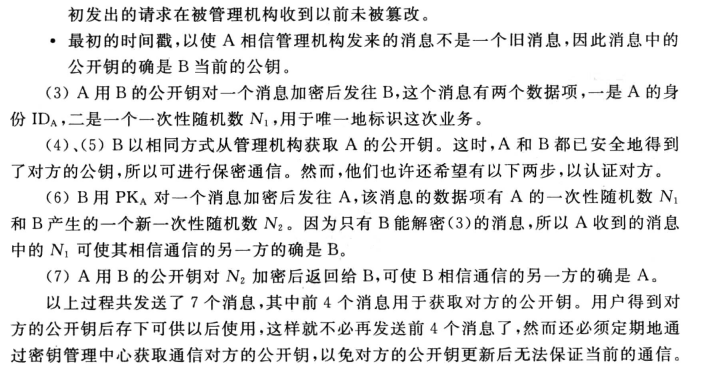 初发出的请求在被管理机构收到以前未被篡改。
• 最初的时间戳,以使 A 相信管理机构发来的消息不是一个旧消息,因此消息中的
公开钥的确是 B 当前的公钥。
(3) A 用 B 的公开钥对一个消息加密后发往 B,这个消息有两个数据项,一是 A 的身
份 ID_A,二是一个一次性随机数 N₁,用于唯一地标识这次业务。
(4)、(5) B 以相同方式从管理机构获取 A 的公开钥。这时,A 和 B 都已安全地得到
了对方的公钥,所以可进行保密通信。然而,他们也许还希望有以下两步,以认证对方。
(6) B 用 PK_A 对一个消息加密后发往 A,该消息的数据项有 A 的一次性随机数 N₁
和 B 产生的一个新一次性随机数 N₂。因为只有 B 能解密(3)的消息,所以 A 收到的消息
中的 N₁ 可使其相信通信的另一方的确是 B。
(7) A 用 B 的公开钥对 N₂ 加密后返回给 B,可使 B 相信通信的另一方的确是 A。
以上过程共发送了 7 个消息,其中前 4 个消息用于获取对方的公开钥。用户得到对
方的公开钥后存下可供以后使用,这样就不必再发送前 4 个消息了,然而还必须定期地通
过密钥管理中心获取通信对方的公开钥,以免对方的公开钥更新后无法保证当前的通信。